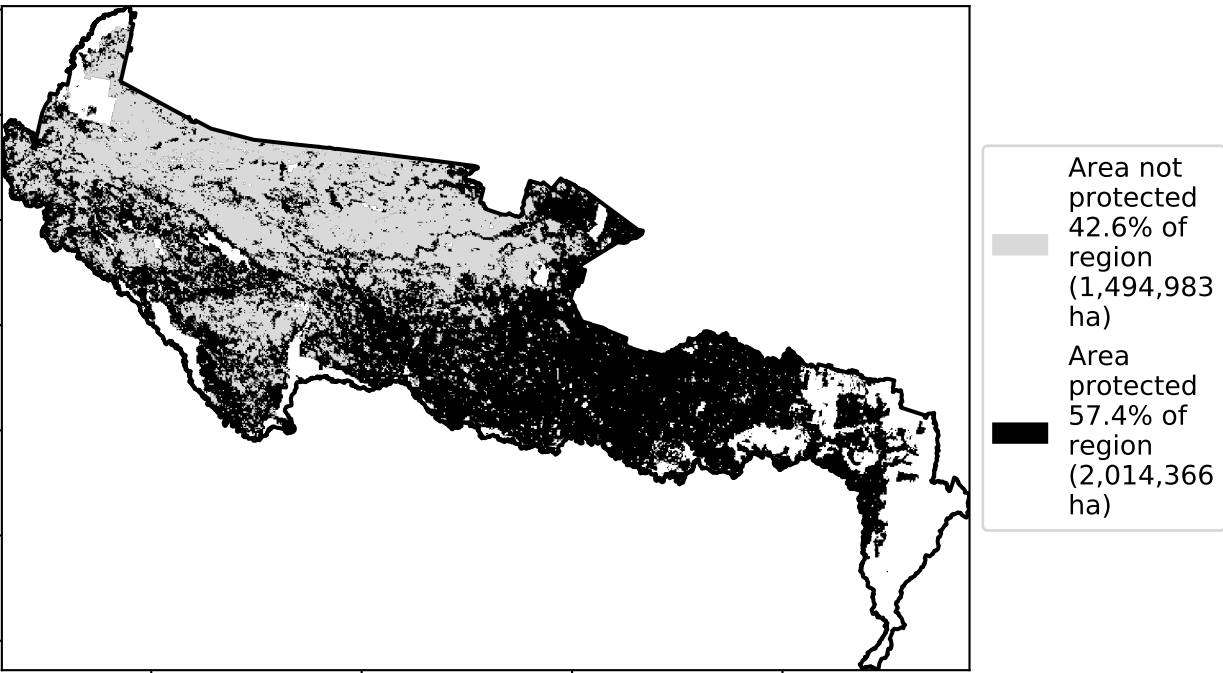 Area not
protected
42.6% of
region
(1,494,983
ha)
Area
protected
57.4% of
region
(2,014,366
ha)